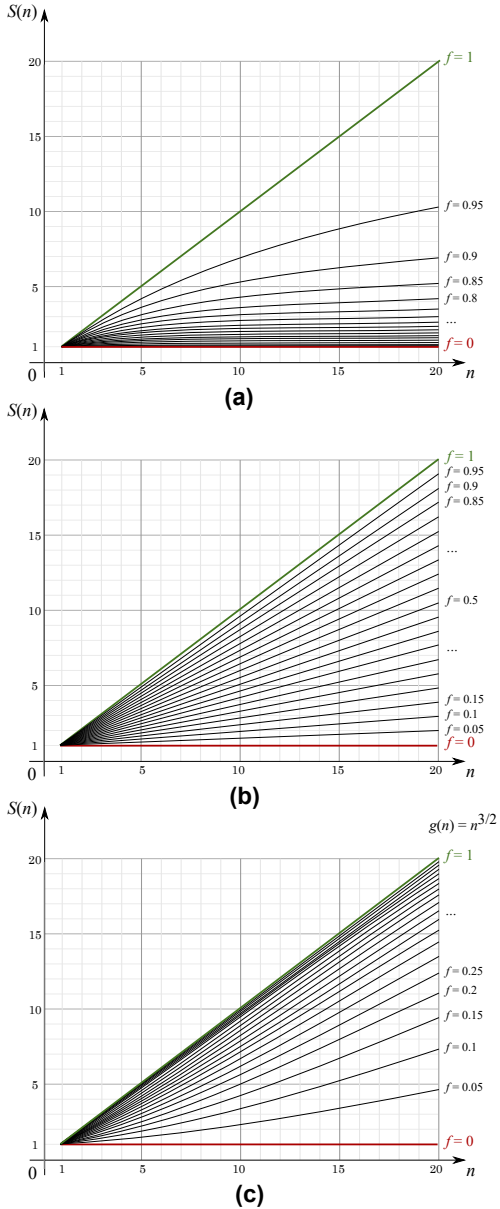 S(n)
f = 1
20
15
10
f = 0.95
f = 0.9
5
f = 0.85
f = 0.8
...
1
f = 0
0
1
5
10
15
20
n
(a)
S(n)
f = 1
20
f = 0.95
f = 0.9
f = 0.85
15
...
10
f = 0.5
...
5
f = 0.15
f = 0.1
f = 0.05
1
f = 0
0
1
5
10
15
20
n
(b)
S(n)
g(n) = n^3/2
f = 1
20
...
15
f = 0.25
f = 0.2
10
f = 0.15
f = 0.1
5
f = 0.05
1
f = 0
0
1
5
10
15
20
n
(c)